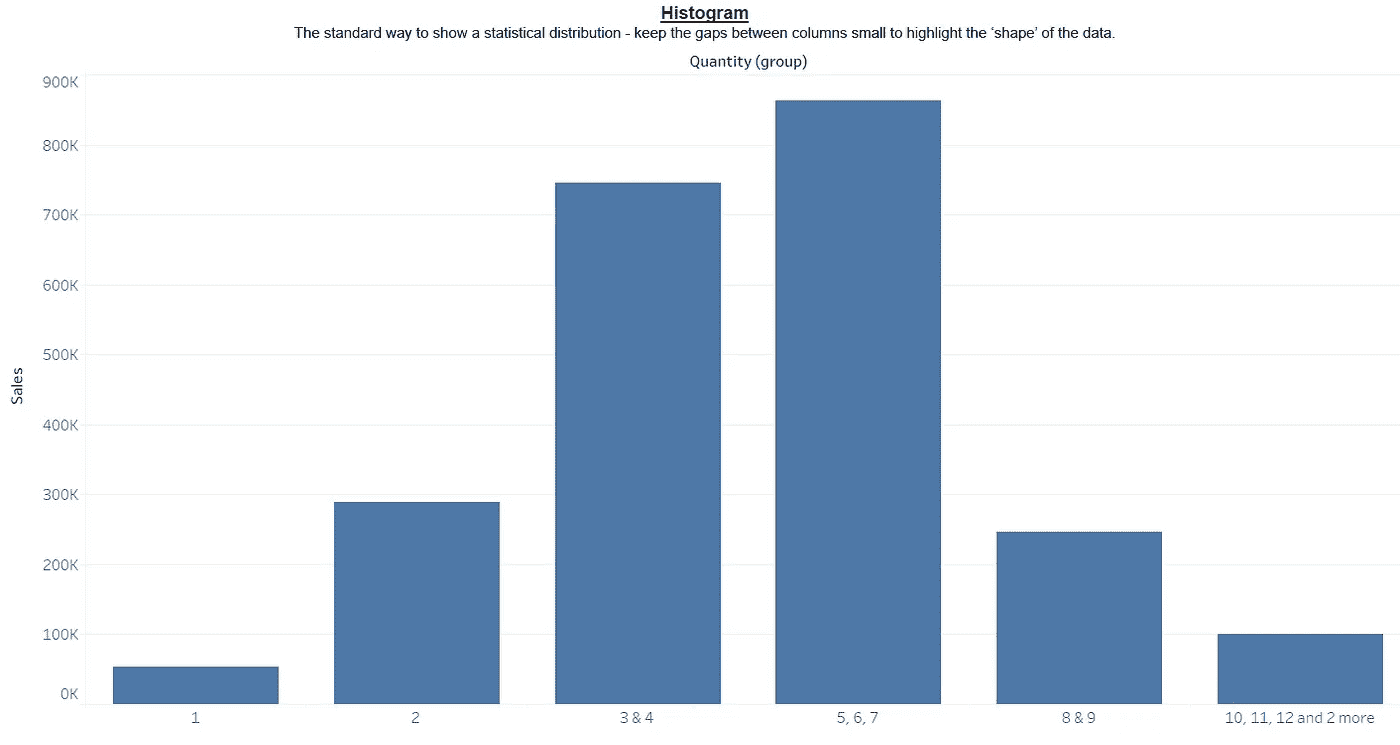 Histogram
The standard way to show a statistical distribution - keep the gaps between columns small to highlight the ‘shape’ of the data.
Quantity (group)
900K
800K
700K
600K
500K
400K
300K
200K
100K
0K
Sales
1
2
3 & 4
5, 6, 7
8 & 9
10, 11, 12 and 2 more